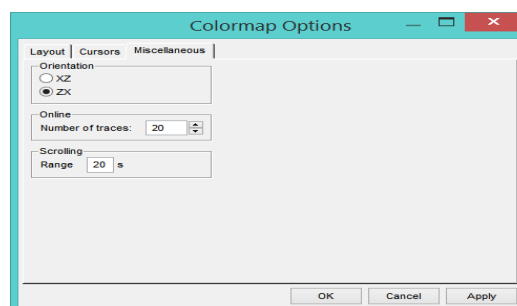 Colormap Options
Layout Cursors Miscellaneous
Orientation
XZ
ZX
Online
Number of traces: 20
Scrolling
Range 20 s
OK Cancel Apply